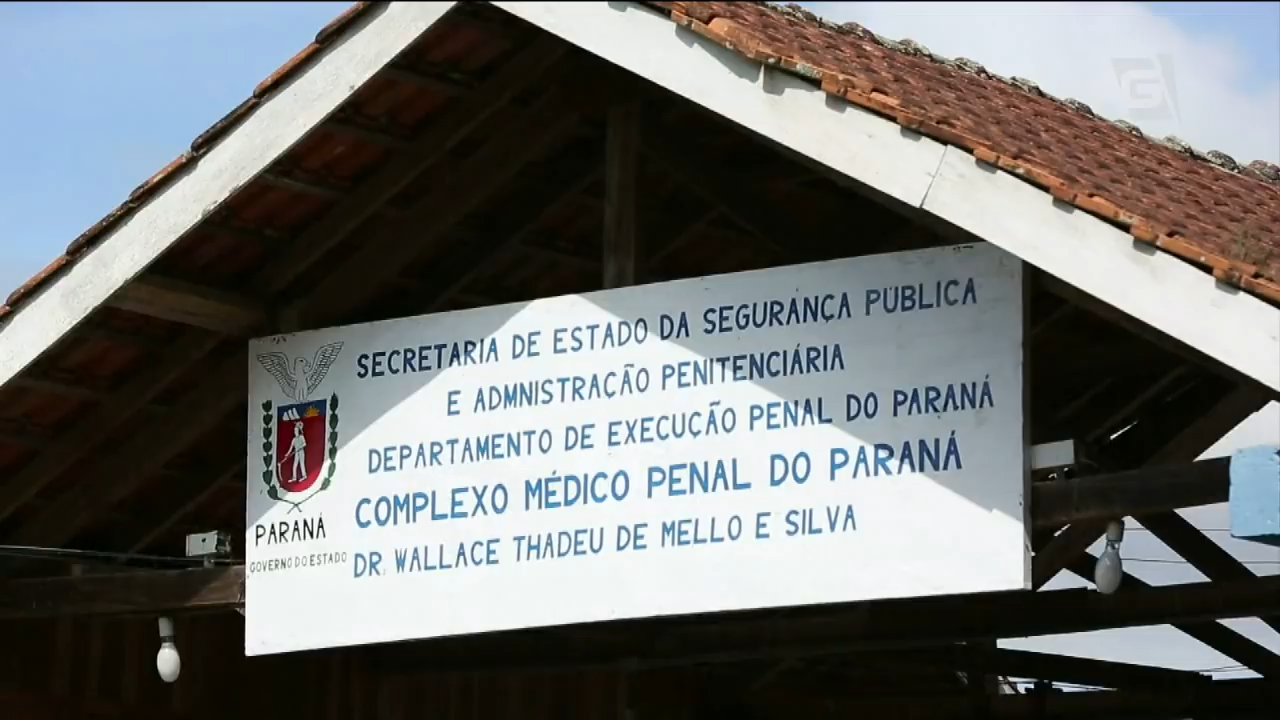 SECRETARIA DE ESTADO DA SEGURANÇA PÚBLICA
E ADMNISTRAÇÃO PENITENCIÁRIA
DEPARTAMENTO DE EXECUÇÃO PENAL DO PARANÁ
COMPLEXO MÉDICO PENAL DO PARANÁ
DR. WALLACE THADEU DE MELLO E SILVA
PARANÁ
GOVERNO DO ESTADO